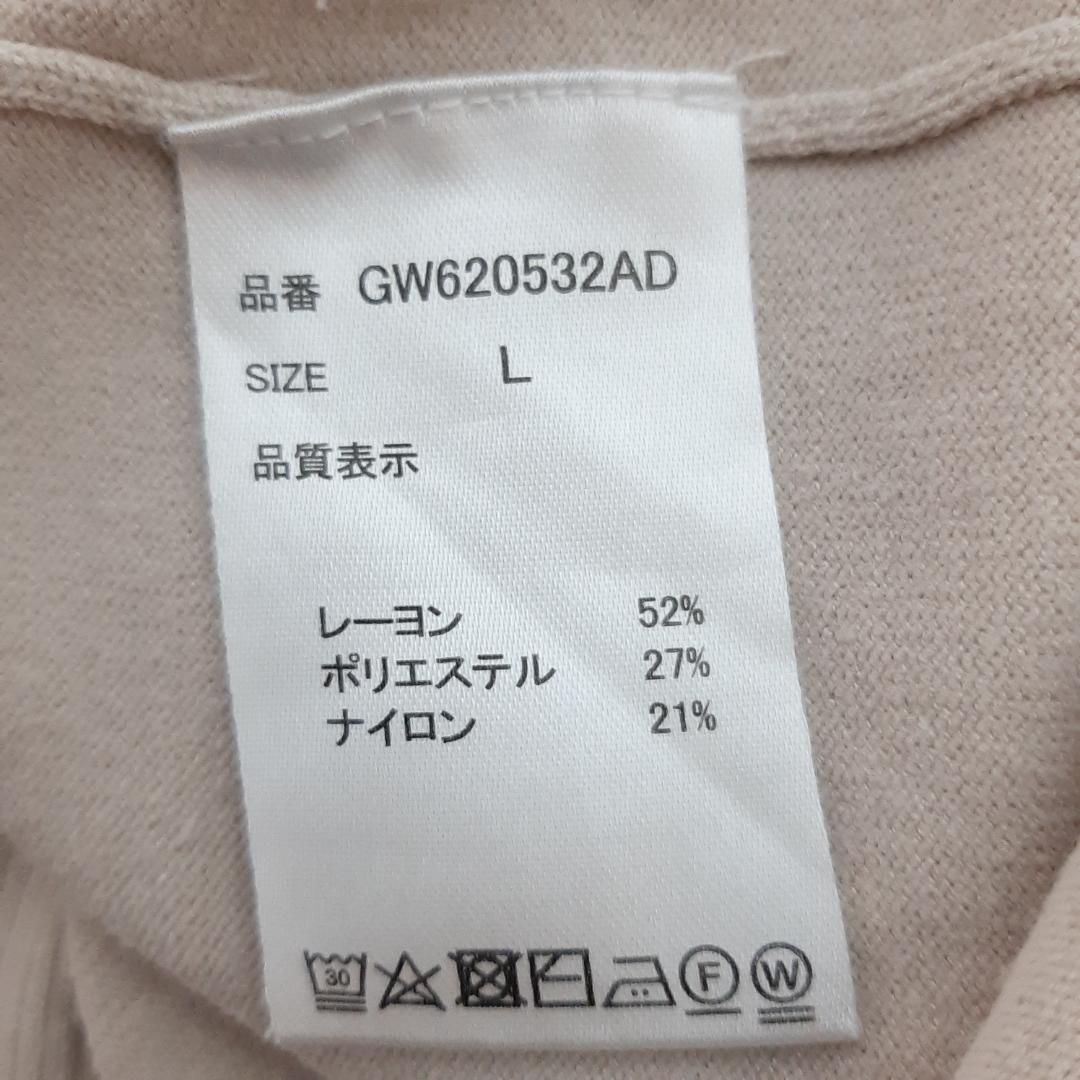 品番 GW620532AD
SIZE L
品質表示
レーヨン 52%
ポリエステル 27%
ナイロン 21%
30 F W